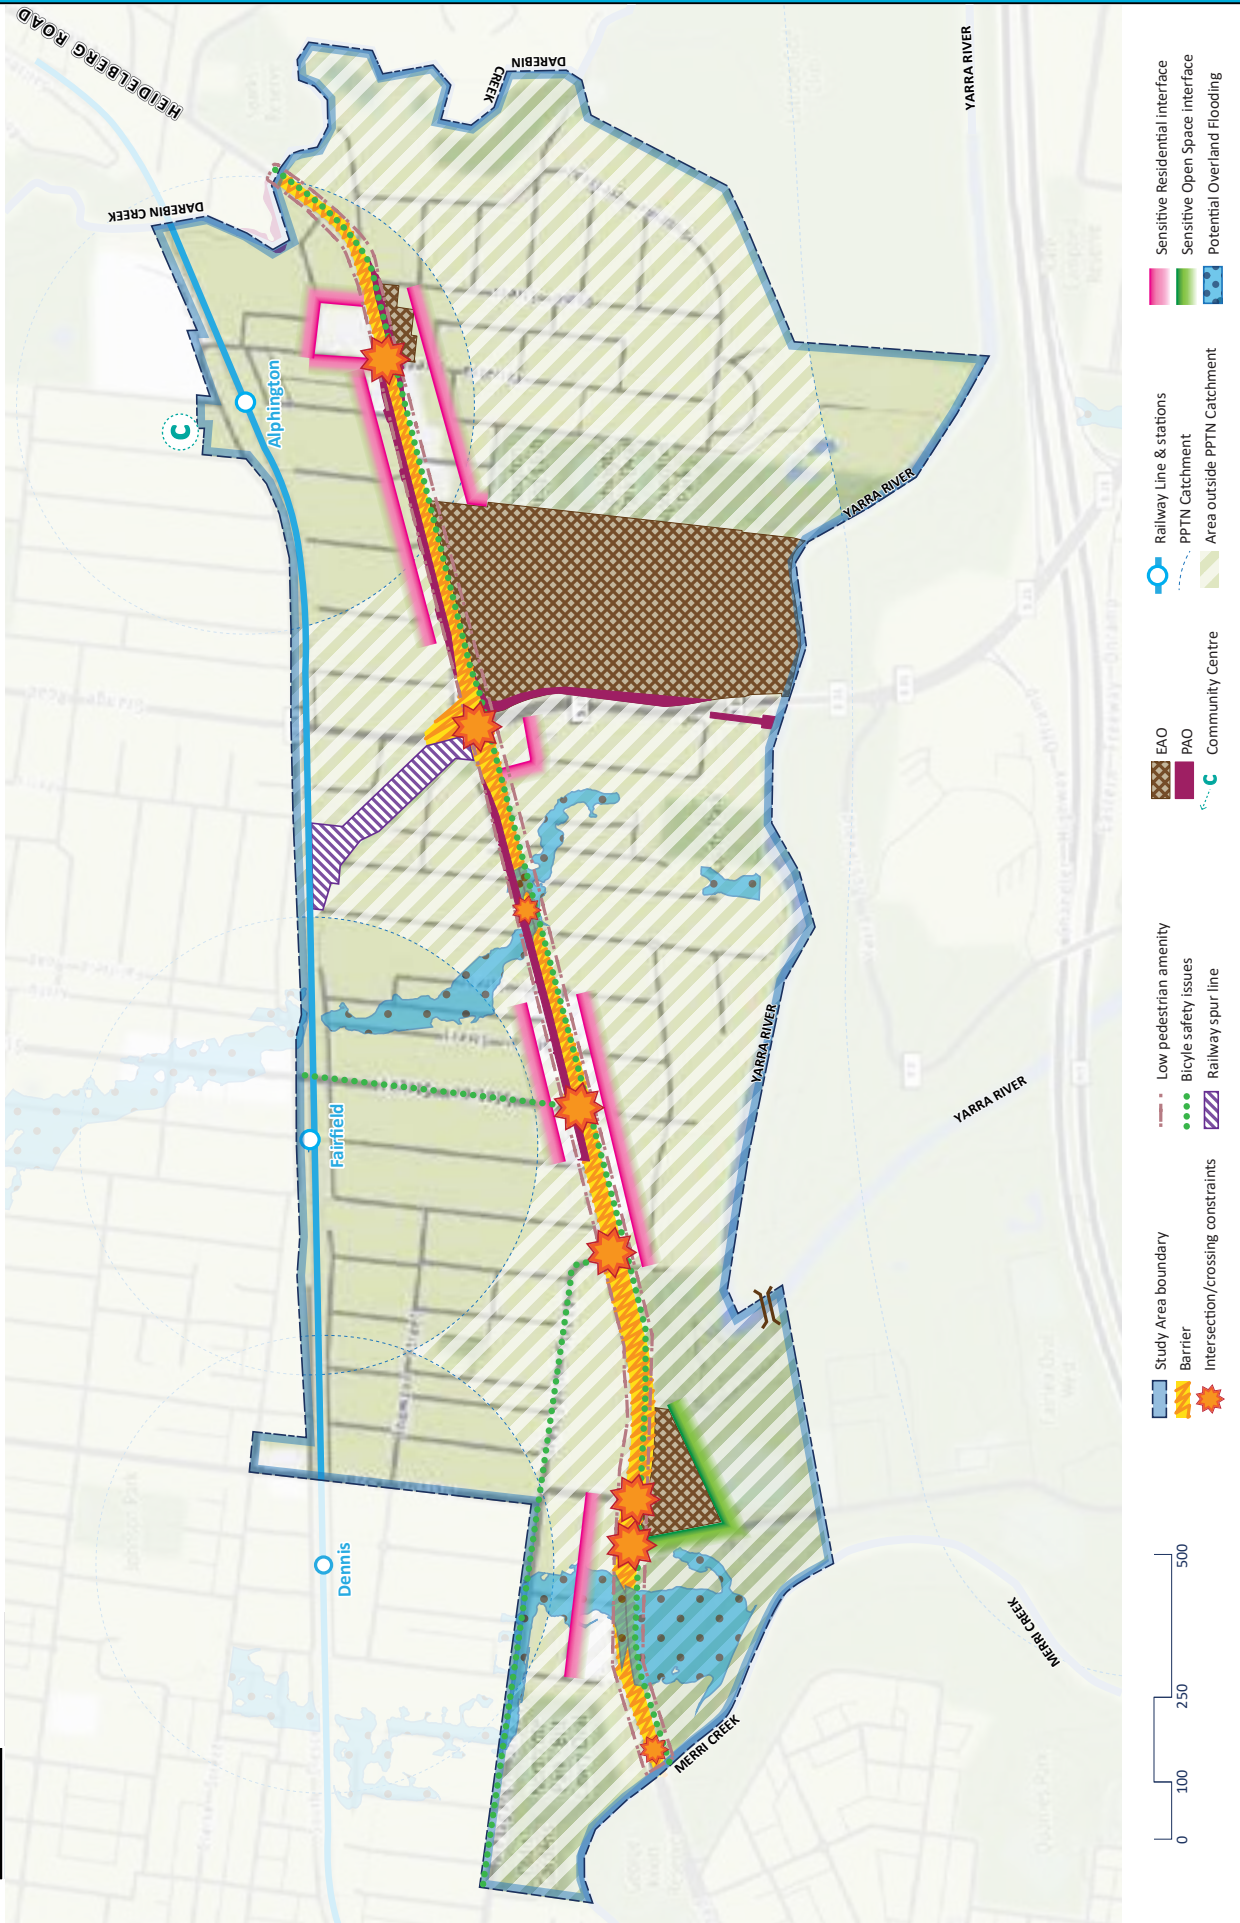 HEIDELBERG ROAD
DAREBIN CREEK
DAREBIN
CREEK
YARRA RIVER
C
Alphington
YARRA RIVER
Fairfield
YARRA RIVER
YARRA RIVER
Dennis
MERRI CREEK
MERRI CREEK
0
100
250
500
Study Area boundary
Barrier
Intersection/crossing constraints
Low pedestrian amenity
Bicyle safety issues
Railway spur line
EAO
PAO
C Community Centre
Railway Line & stations
PPTN Catchment
Area outside PPTN Catchment
Sensitive Residential interface
Sensitive Open Space interface
Potential Overland Flooding